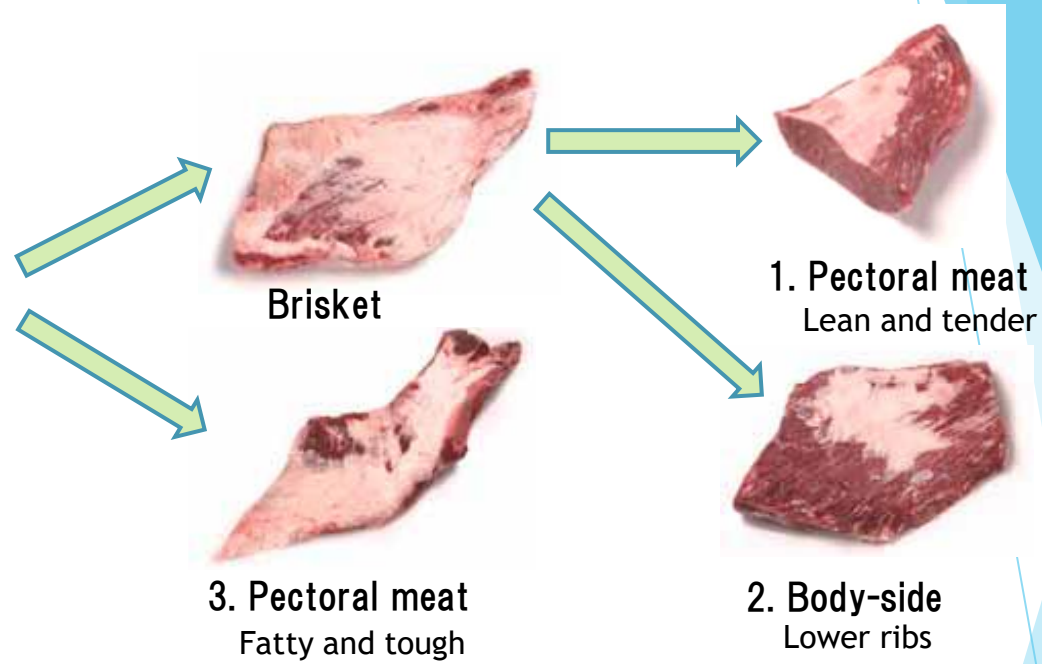 Brisket
1. Pectoral meat
Lean and tender
3. Pectoral meat
Fatty and tough
2. Body-side
Lower ribs